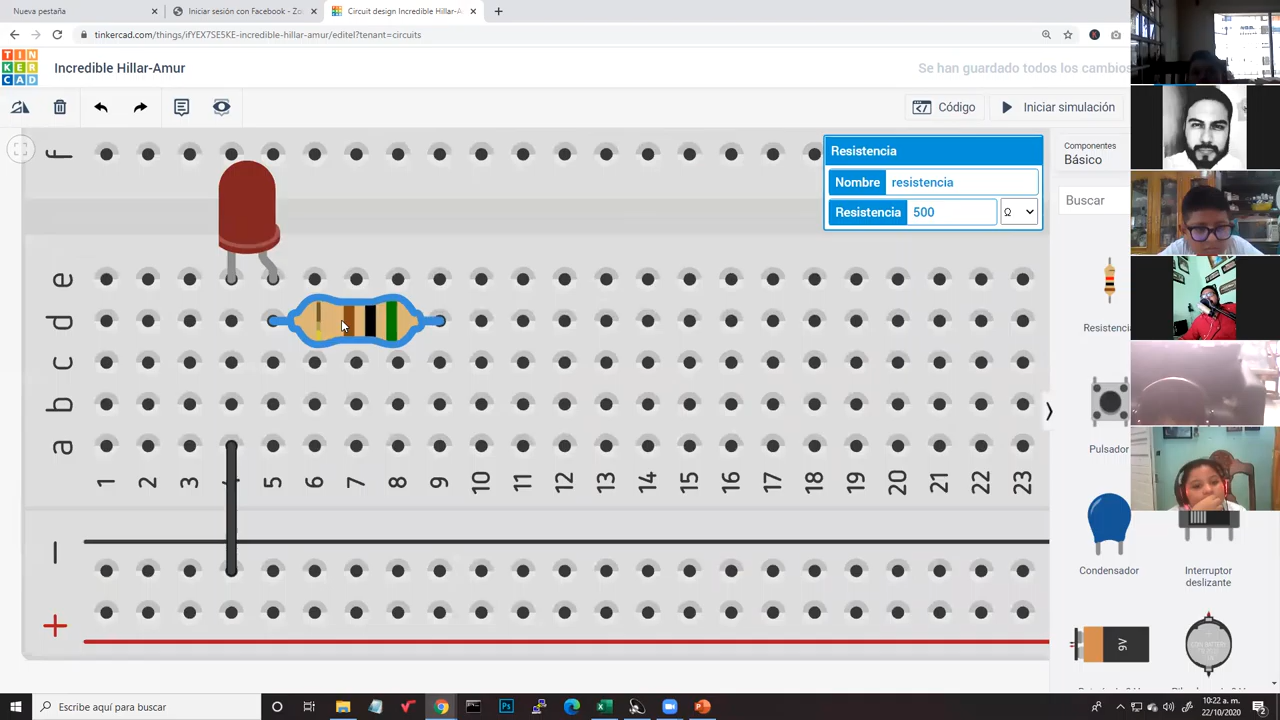 Nueva pestaña
Iniciar sesión con Facebook - Zo
Circuit design Incredible Hillar-A
tinkercad.com/things/ifYEX7SE5KE-incredible-hillar-amur/editel?tenant=circuits
TIN
KER
CAD
Incredible Hillar-Amur
Se han guardado todos los cambios
Código
Iniciar simulación
Resistencia
Nombre resistencia
Resistencia 500 Ω
Componentes
Básico
Buscar
Resistencia
Pulsador
Condensador
Interruptor
deslizante
9V
f
e
d
c
b
a
1 2 3 4 5 6 7 8 9 10 11 12 13 14 15 16 17 18 19 20 21 22 23
+
Escribe aquí para buscar
10:22 a. m.
22/10/2020
2